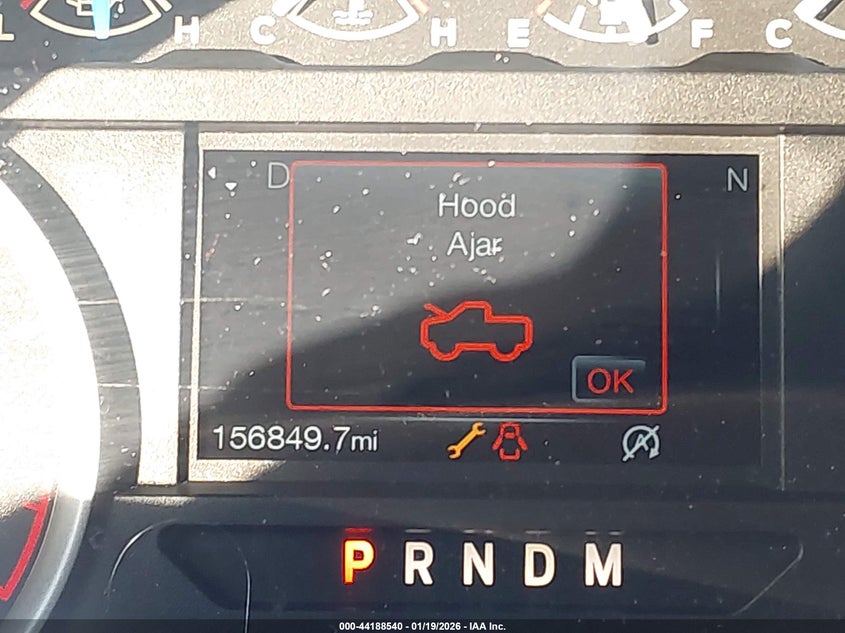 L H C H E F C
D N
Hood
Ajar
OK
156849.7mi
A
P R N D M
000-44188540 - 01/19/2026 - IAA Inc.